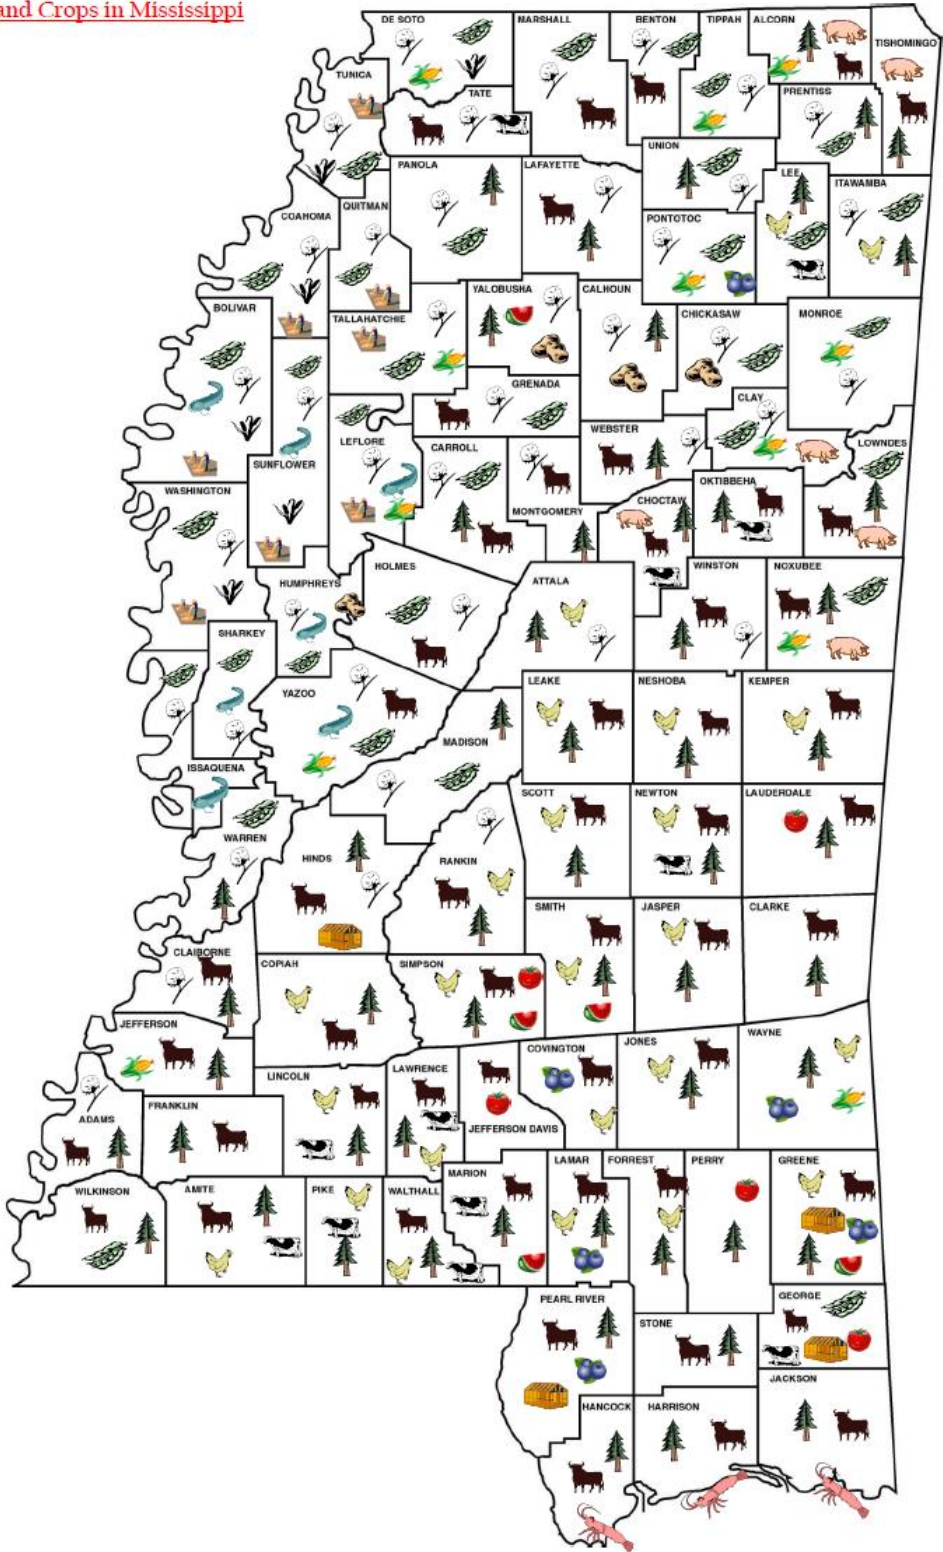 and Crops in Mississippi
DE SOTO
MARSHALL
BENTON
TIPPAH
ALCORN
TISHOMINGO
TUNICA
TATE
PRENTISS
UNION
PANOLA
LAFAYETTE
LEE
ITAWAMBA
COAHOMA
QUITMAN
PONTOTOC
BOLIVAR
TALLAHATCHIE
YALOBUSHA
CALHOUN
CHICKASAW
MONROE
GRENADA
CLAY
LEFLORE
CARROLL
WEBSTER
LOWNDES
SUNFLOWER
OKTIBBEHA
WASHINGTON
MONTGOMERY
CHOCTAW
HOLMES
WINSTON
NOXUBEE
HUMPHREYS
ATTALA
SHARKEY
LEAKE
NESHOBA
KEMPER
YAZOO
MADISON
ISSAQUENA
SCOTT
NEWTON
LAUDERDALE
WARREN
HINDS
RANKIN
SMITH
JASPER
CLARKE
CLAIBORNE
COPIAH
SIMPSON
JEFFERSON
WAYNE
COVINGTON
JONES
LINCOLN
LAWRENCE
FRANKLIN
ADAMS
JEFFERSON DAVIS
LAMAR
FORREST
PERRY
GREENE
MARION
WILKINSON
AMITE
PIKE
WALTHALL
PEARL RIVER
GEORGE
STONE
JACKSON
HANCOCK
HARRISON